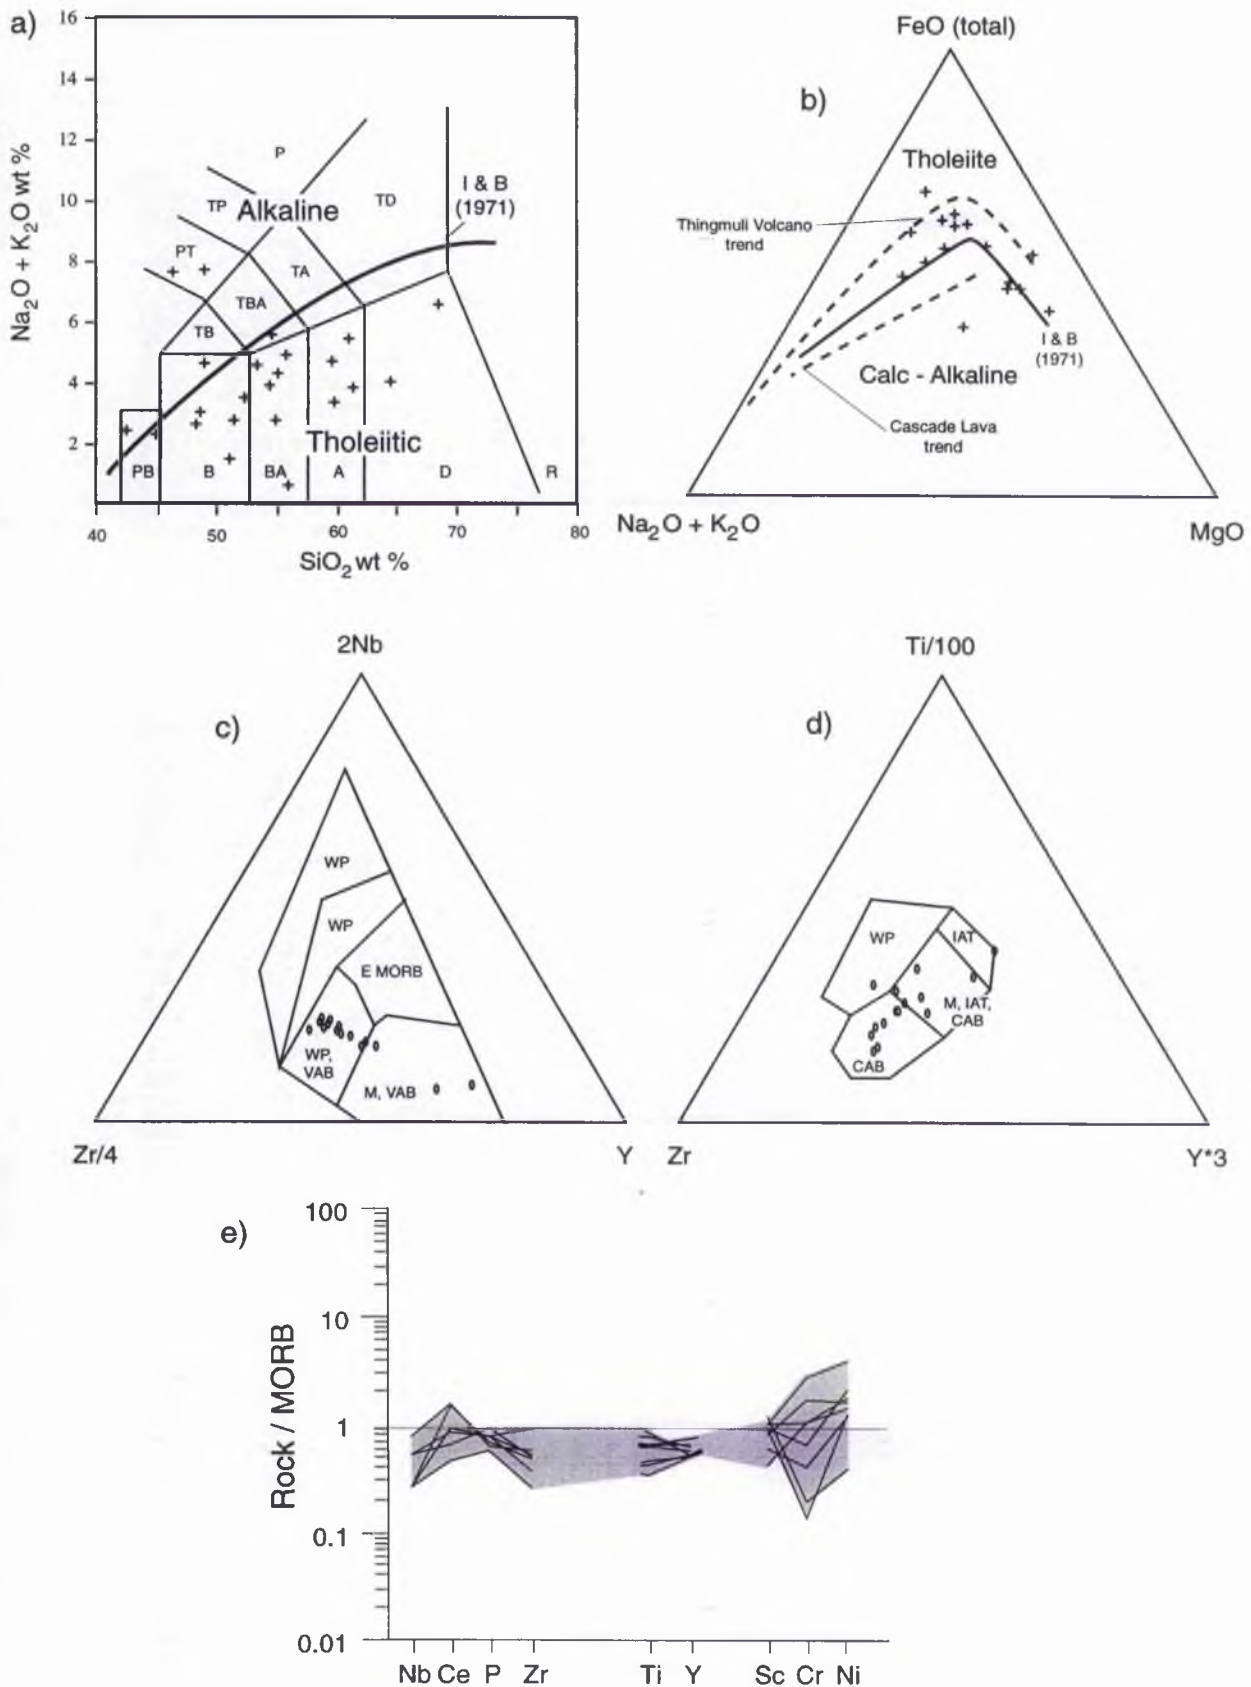 a)
16
14
12
10
8
6
4
2
Na2O + K2O wt %
P
TP
Alkaline
TD
I & B
(1971)
PT
TA
TBA
TB
Tholeiitic
PB
B
BA
A
D
R
40
50
60
70
80
SiO2 wt %
b)
FeO (total)
Tholeiite
Thingmuli Volcano
trend
I & B
(1971)
Calc - Alkaline
Cascade Lava
trend
Na2O + K2O
MgO
c)
2Nb
WP
WP
E MORB
WP,
VAB
M, VAB
Zr/4
Y
d)
Ti/100
WP
IAT
M, IAT,
CAB
CAB
Zr
Y*3
e)
100
10
1
0.1
0.01
Rock / MORB
Nb Ce P Zr Ti Y Sc Cr Ni